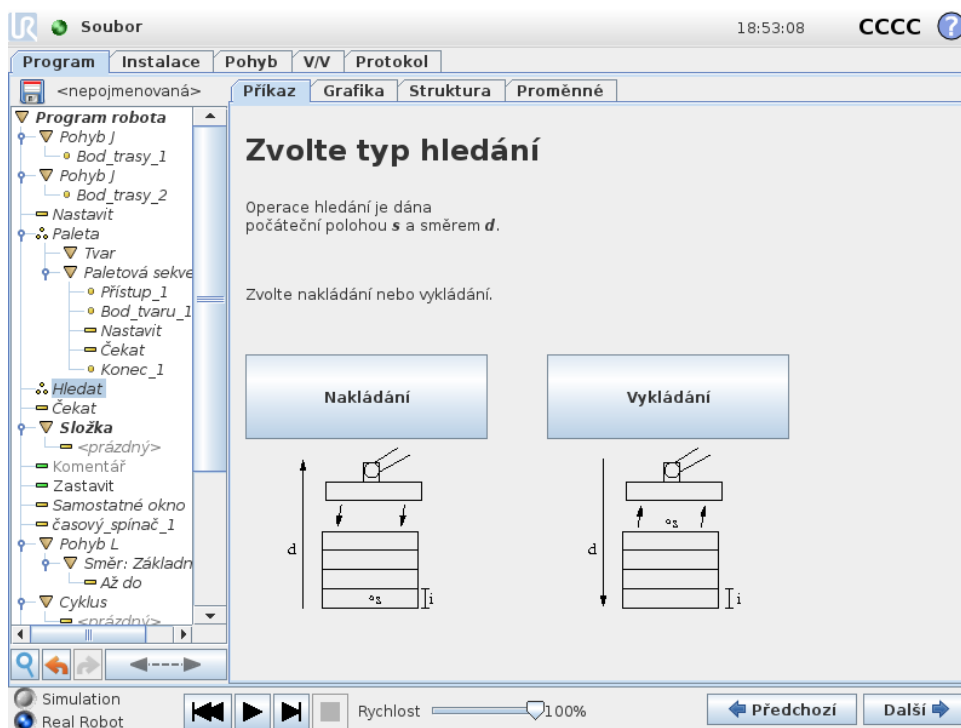 UR Soubor 18:53:08 CCCC ?
Program Instalace Pohyb V/V Protokol
<nepojmenovaná> Příkaz Grafika Struktura Proměnné
Program robota
Pohyb J
Bod_trasy_1
Pohyb J
Bod_trasy_2
Nastavit
Paleta
Tvar
Paletová sekve
Přístup_1
Bod_tvaru_1
Nastavit
Čekat
Konec_1
Hledat
Čekat
Složka
<prázdný>
Komentář
Zastavit
Samostatné okno
časový_spínač_1
Pohyb L
Směr: Základn
Až do
Cyklus
<prázdný>
Zvolte typ hledání
Operace hledání je dána
počáteční polohou s a směrem d.
Zvolte nakládání nebo vykládání.
Nakládání Vykládání
s
d d
s i i
Simulation
Real Robot
Rychlost 100%
Předchozí Další